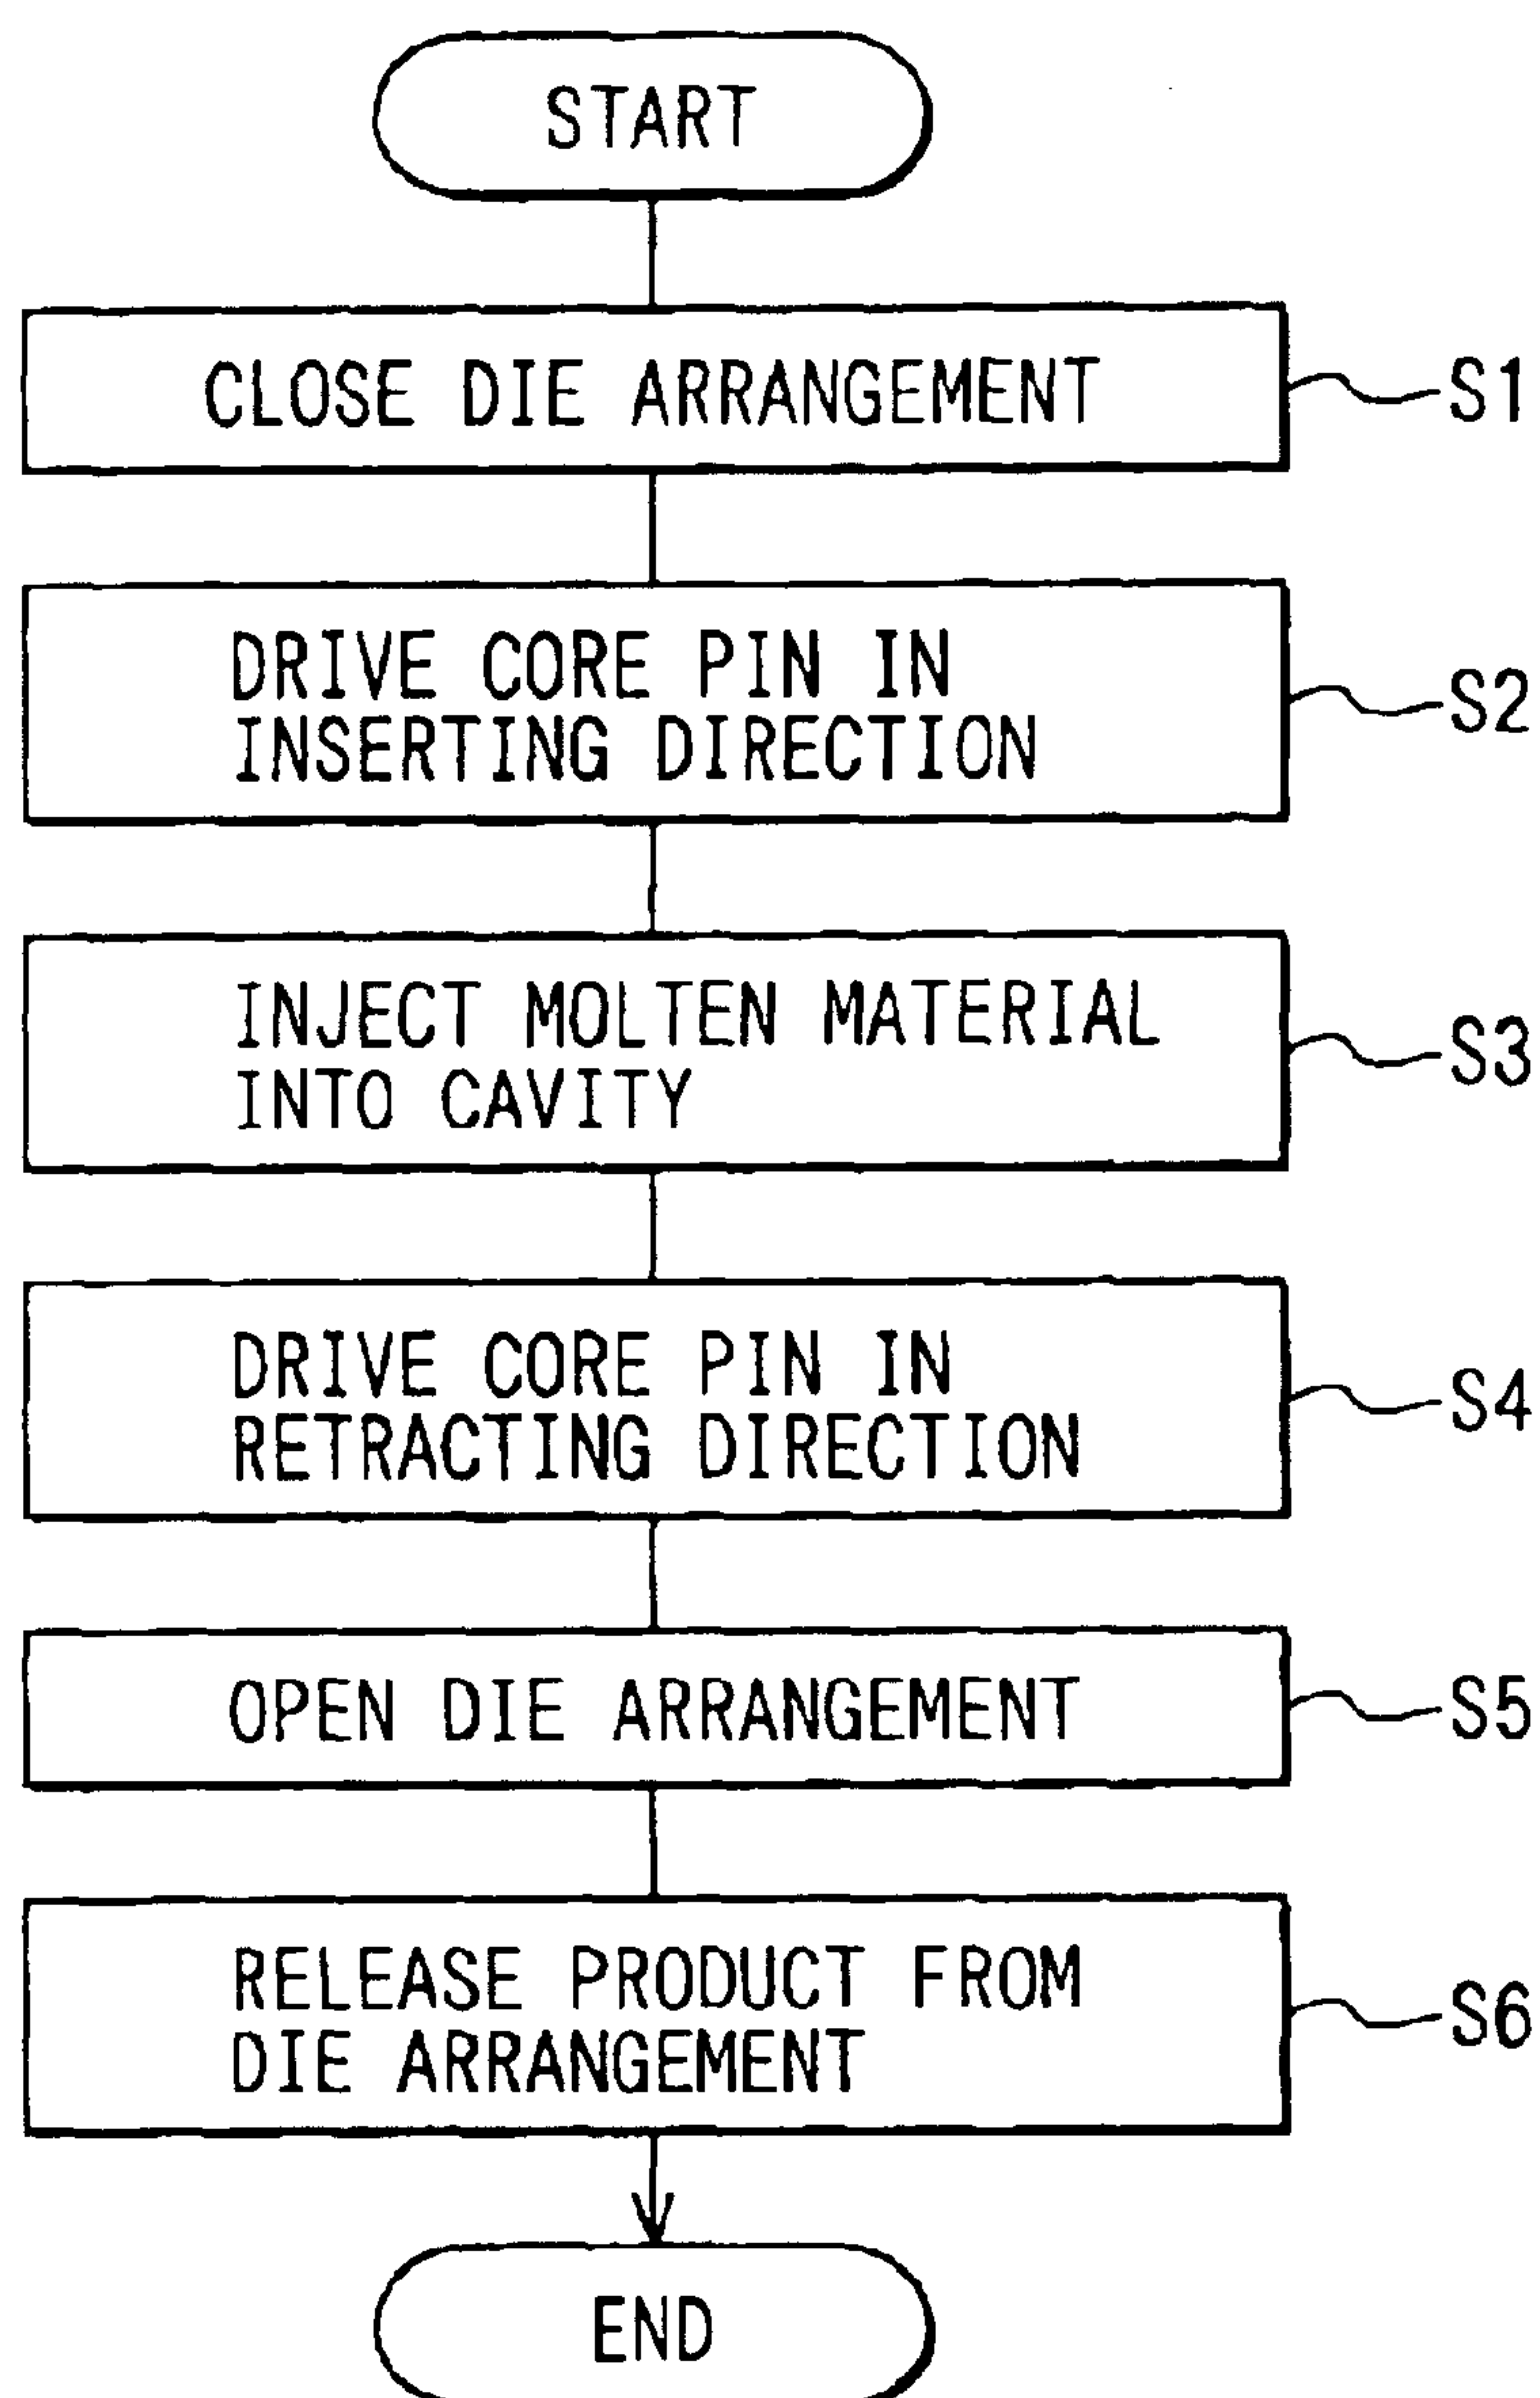 START
CLOSE DIE ARRANGEMENT
S1
DRIVE CORE PIN IN
INSERTING DIRECTION
S2
INJECT MOLTEN MATERIAL
INTO CAVITY
S3
DRIVE CORE PIN IN
RETRACTING DIRECTION
S4
OPEN DIE ARRANGEMENT
S5
RELEASE PRODUCT FROM
DIE ARRANGEMENT
S6
END